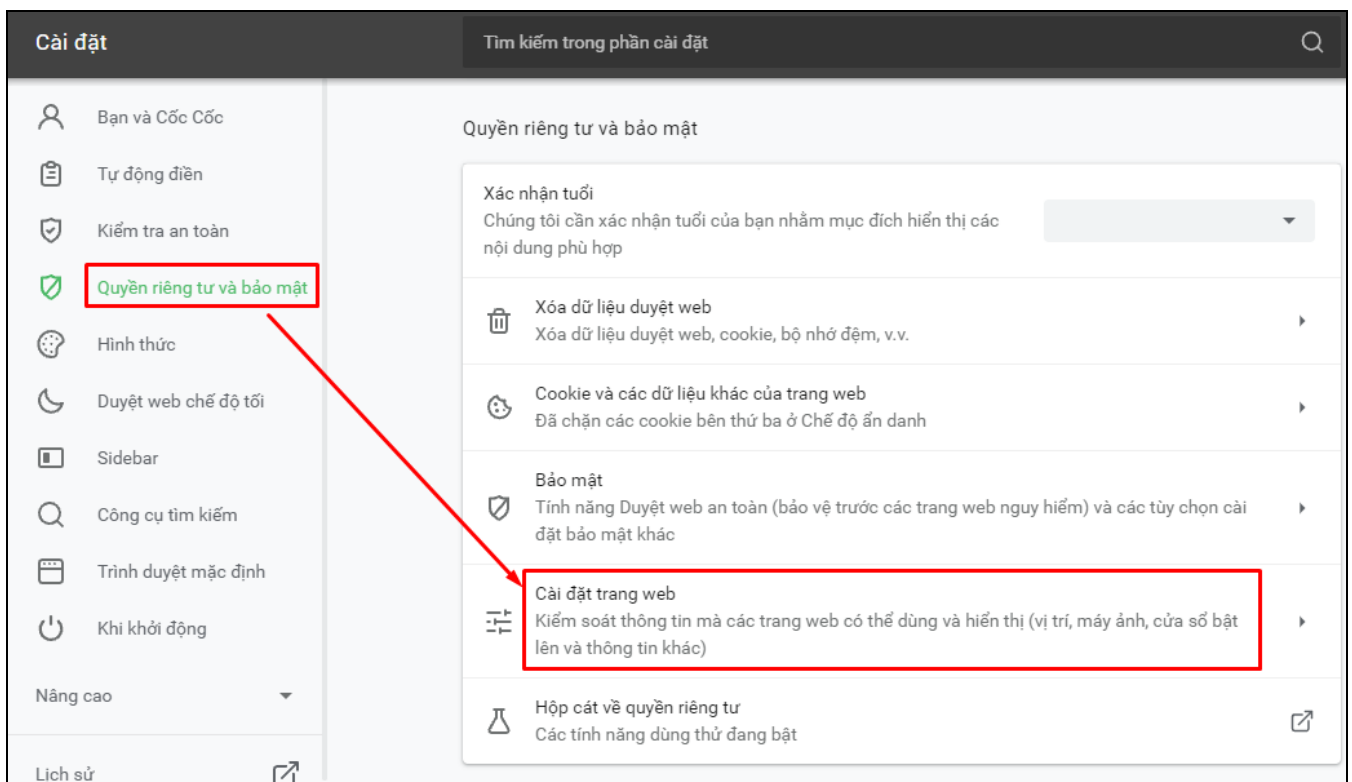 Cài đặt
Tìm kiếm trong phần cài đặt
Bạn và Cốc Cốc
Tự động điền
Kiểm tra an toàn
Quyền riêng tư và bảo mật
Hình thức
Duyệt web chế độ tối
Sidebar
Công cụ tìm kiếm
Trình duyệt mặc định
Khi khởi động
Nâng cao
Lịch sử
Quyền riêng tư và bảo mật
Xác nhận tuổi
Chúng tôi cần xác nhận tuổi của bạn nhằm mục đích hiển thị các
nội dung phù hợp
Xóa dữ liệu duyệt web
Xóa dữ liệu duyệt web, cookie, bộ nhớ đệm, v.v.
Cookie và các dữ liệu khác của trang web
Đã chặn các cookie bên thứ ba ở Chế độ ẩn danh
Bảo mật
Tính năng Duyệt web an toàn (bảo vệ trước các trang web nguy hiểm) và các tùy chọn cài
đặt bảo mật khác
Cài đặt trang web
Kiểm soát thông tin mà các trang web có thể dùng và hiển thị (vị trí, máy ảnh, cửa sổ bật
lên và thông tin khác)
Hộp cát về quyền riêng tư
Các tính năng dùng thử đang bật